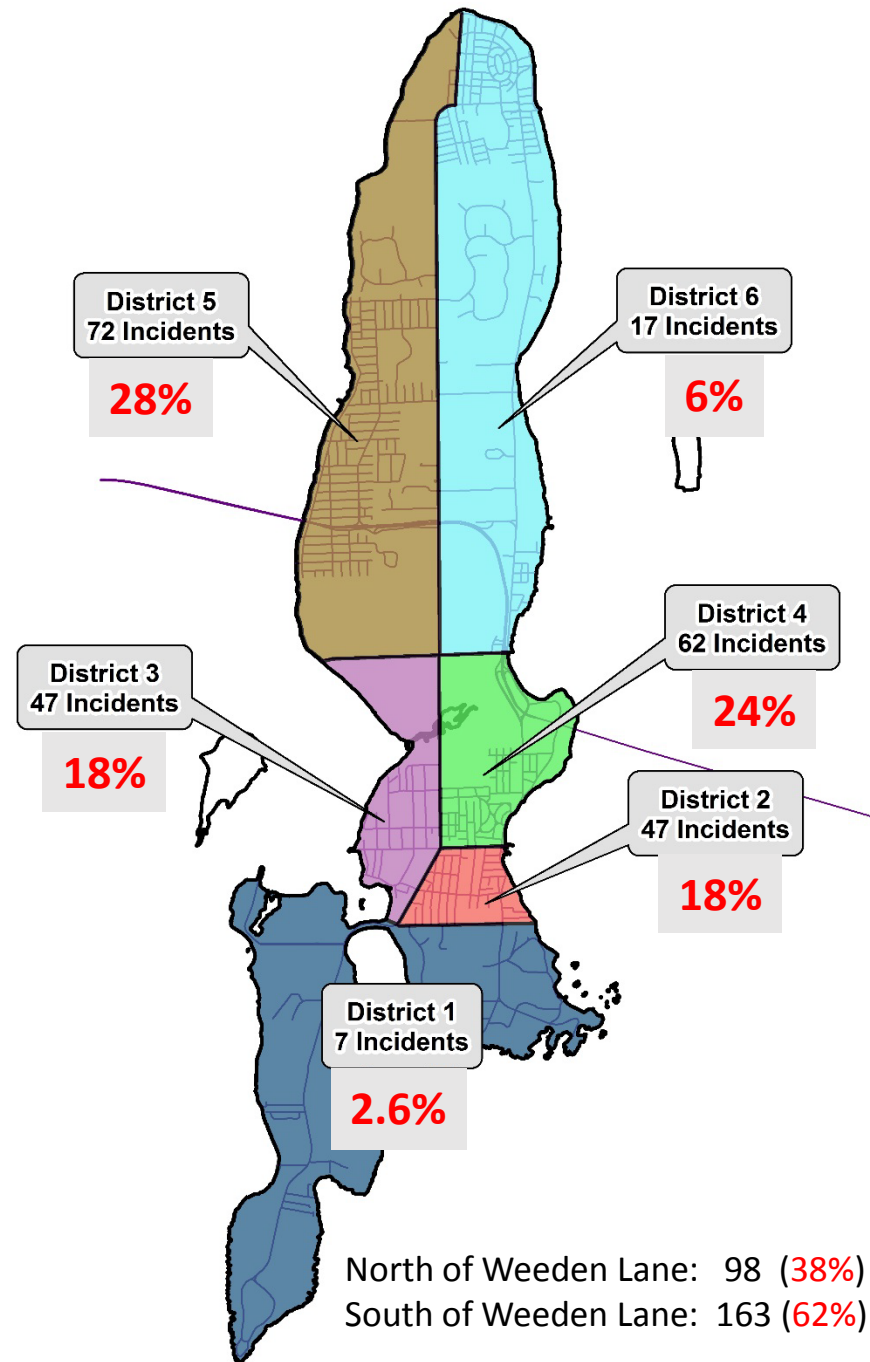 District 5
72 Incidents
28%
District 6
17 Incidents
6%
District 4
62 Incidents
24%
District 3
47 Incidents
18%
District 2
47 Incidents
18%
District 1
7 Incidents
2.6%
North of Weeden Lane: 98 (38%)
South of Weeden Lane: 163 (62%)